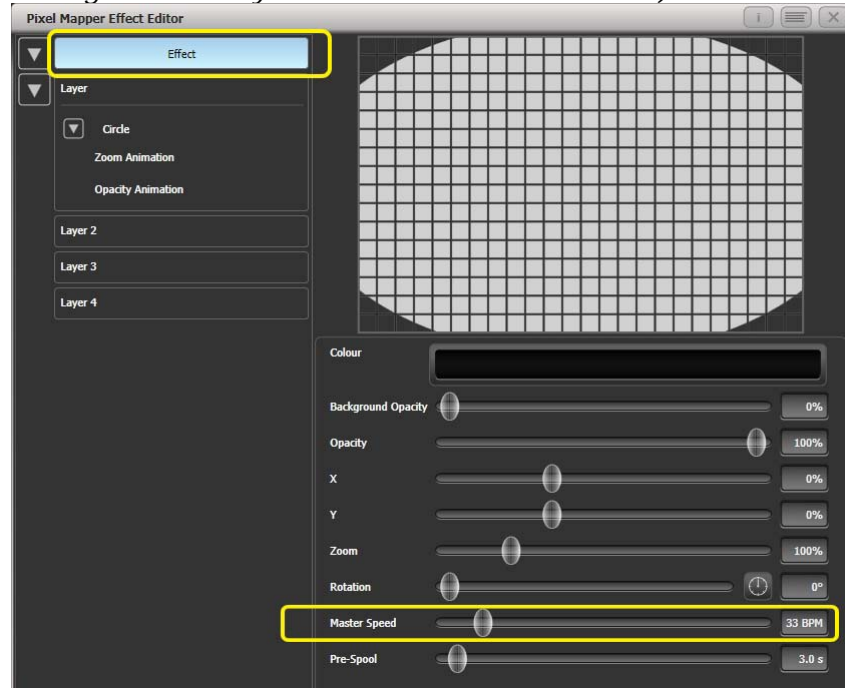 Pixel Mapper Effect Editor
Effect
Layer
Circle
Zoom Animation
Opacity Animation
Layer 2
Layer 3
Layer 4
Colour
Background Opacity 0%
Opacity 100%
X 0%
Y 0%
Zoom 100%
Rotation 0°
Master Speed 33 BPM
Pre-Spool 3.0 s